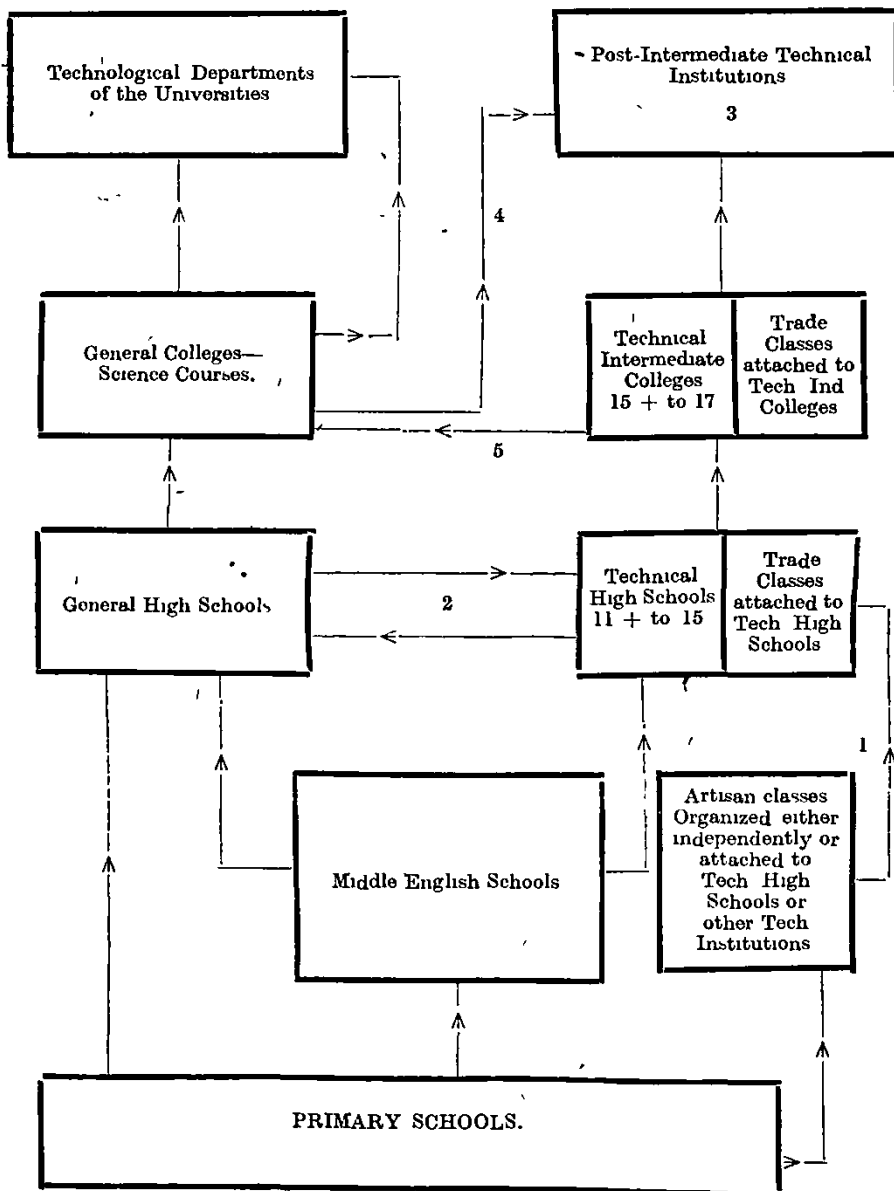 Technological Departments
of the Universities
Post-Intermediate Technical
Institutions
3
4
General Colleges—
Science Courses.
Technical
Intermediate
Colleges
15 + to 17
Trade
Classes
attached to
Tech Ind
Colleges
5
General High Schools
2
Technical
High Schools
11 + to 15
Trade
Classes
attached to
Tech High
Schools
1
Middle English Schools
Artisan classes
Organized either
independently or
attached to
Tech High
Schools or
other Tech
Institutions
PRIMARY SCHOOLS.